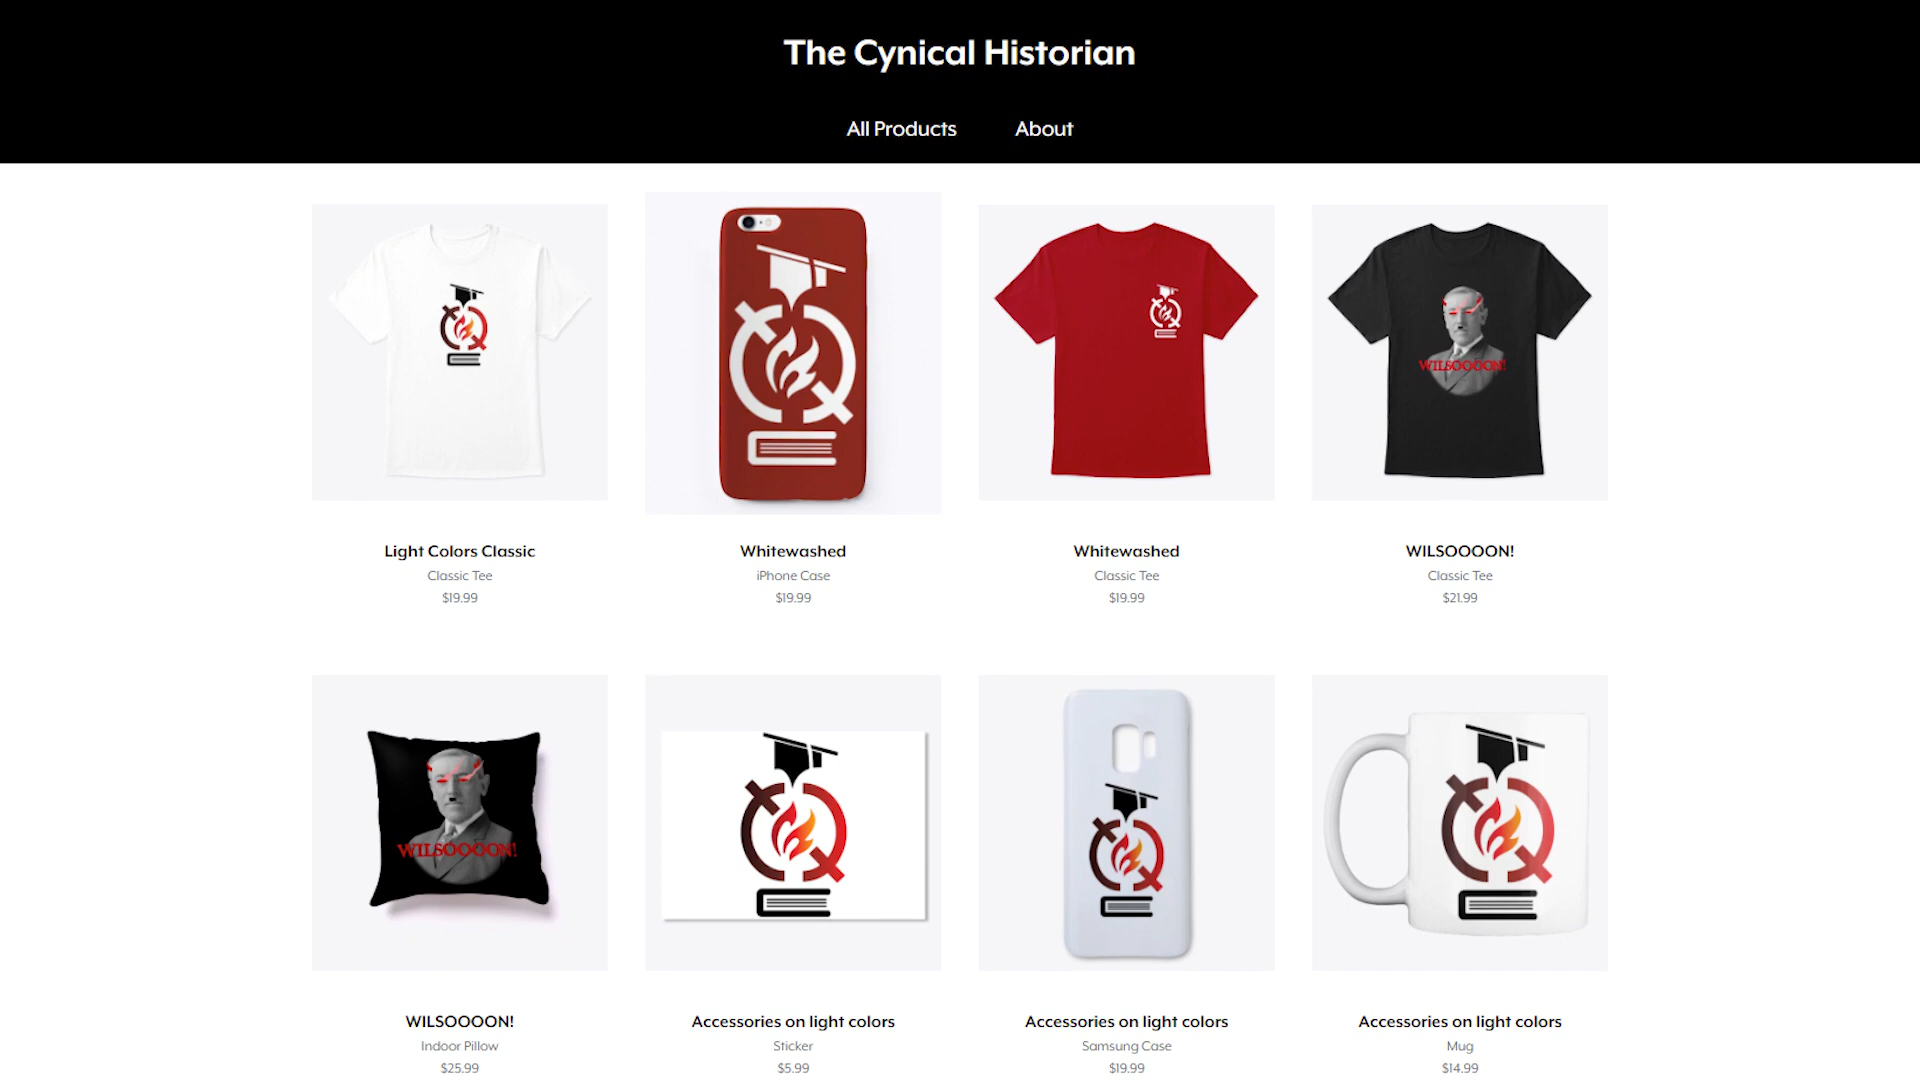 The Cynical Historian
All Products
About
WILSOOOON!
Light Colors Classic
Classic Tee
$19.99
Whitewashed
iPhone Case
$19.99
Whitewashed
Classic Tee
$19.99
WILSOOOON!
Classic Tee
$21.99
WILSOOOON!
WILSOOOON!
Indoor Pillow
$25.99
Accessories on light colors
Sticker
$5.99
Accessories on light colors
Samsung Case
$19.99
Accessories on light colors
Mug
$14.99